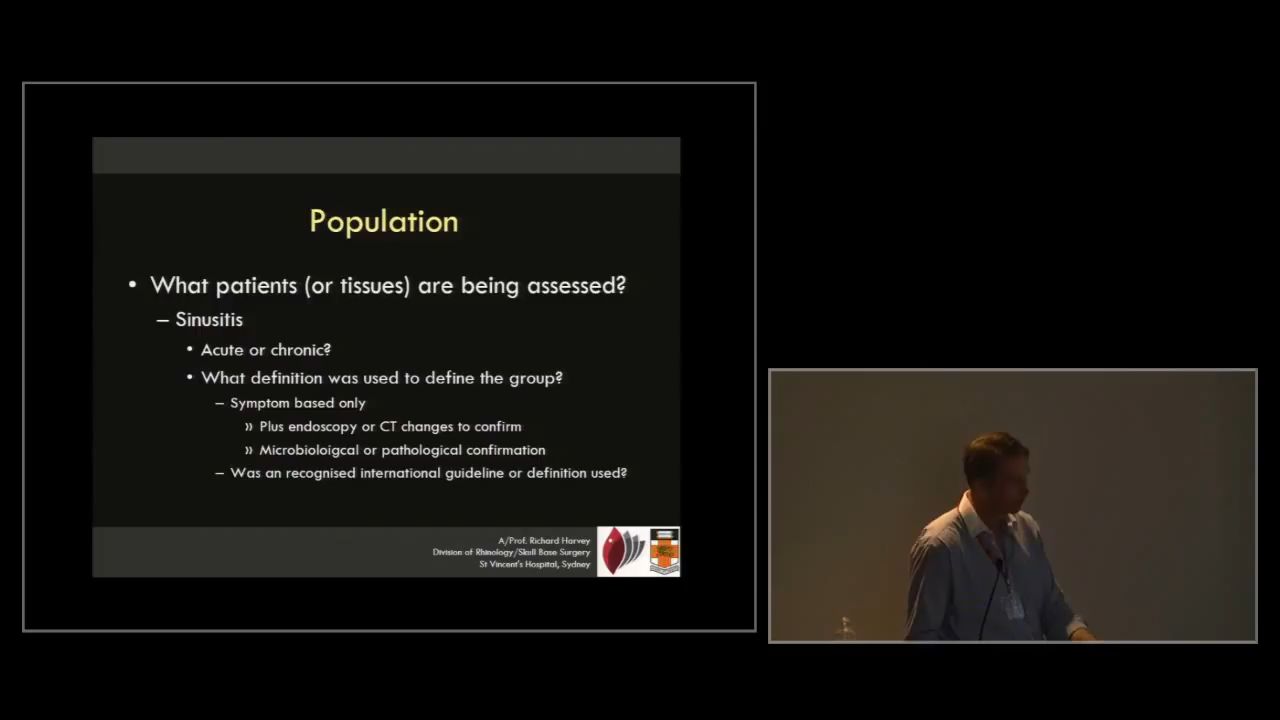 Population
• What patients (or tissues) are being assessed?
– Sinusitis
• Acute or chronic?
• What definition was used to define the group?
– Symptom based only
» Plus endoscopy or CT changes to confirm
» Microbioloigcal or pathological confirmation
– Was an recognised international guideline or definition used?
A/Prof. Richard Harvey
Division of Rhinology/Skull Base Surgery
St Vincent's Hospital, Sydney